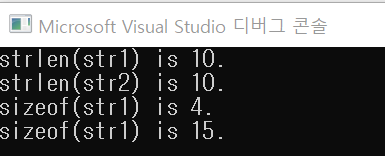 Microsoft Visual Studio 디버그 콘솔
strlen(str1) is 10.
strlen(str2) is 10.
sizeof(str1) is 4.
sizeof(str1) is 15.